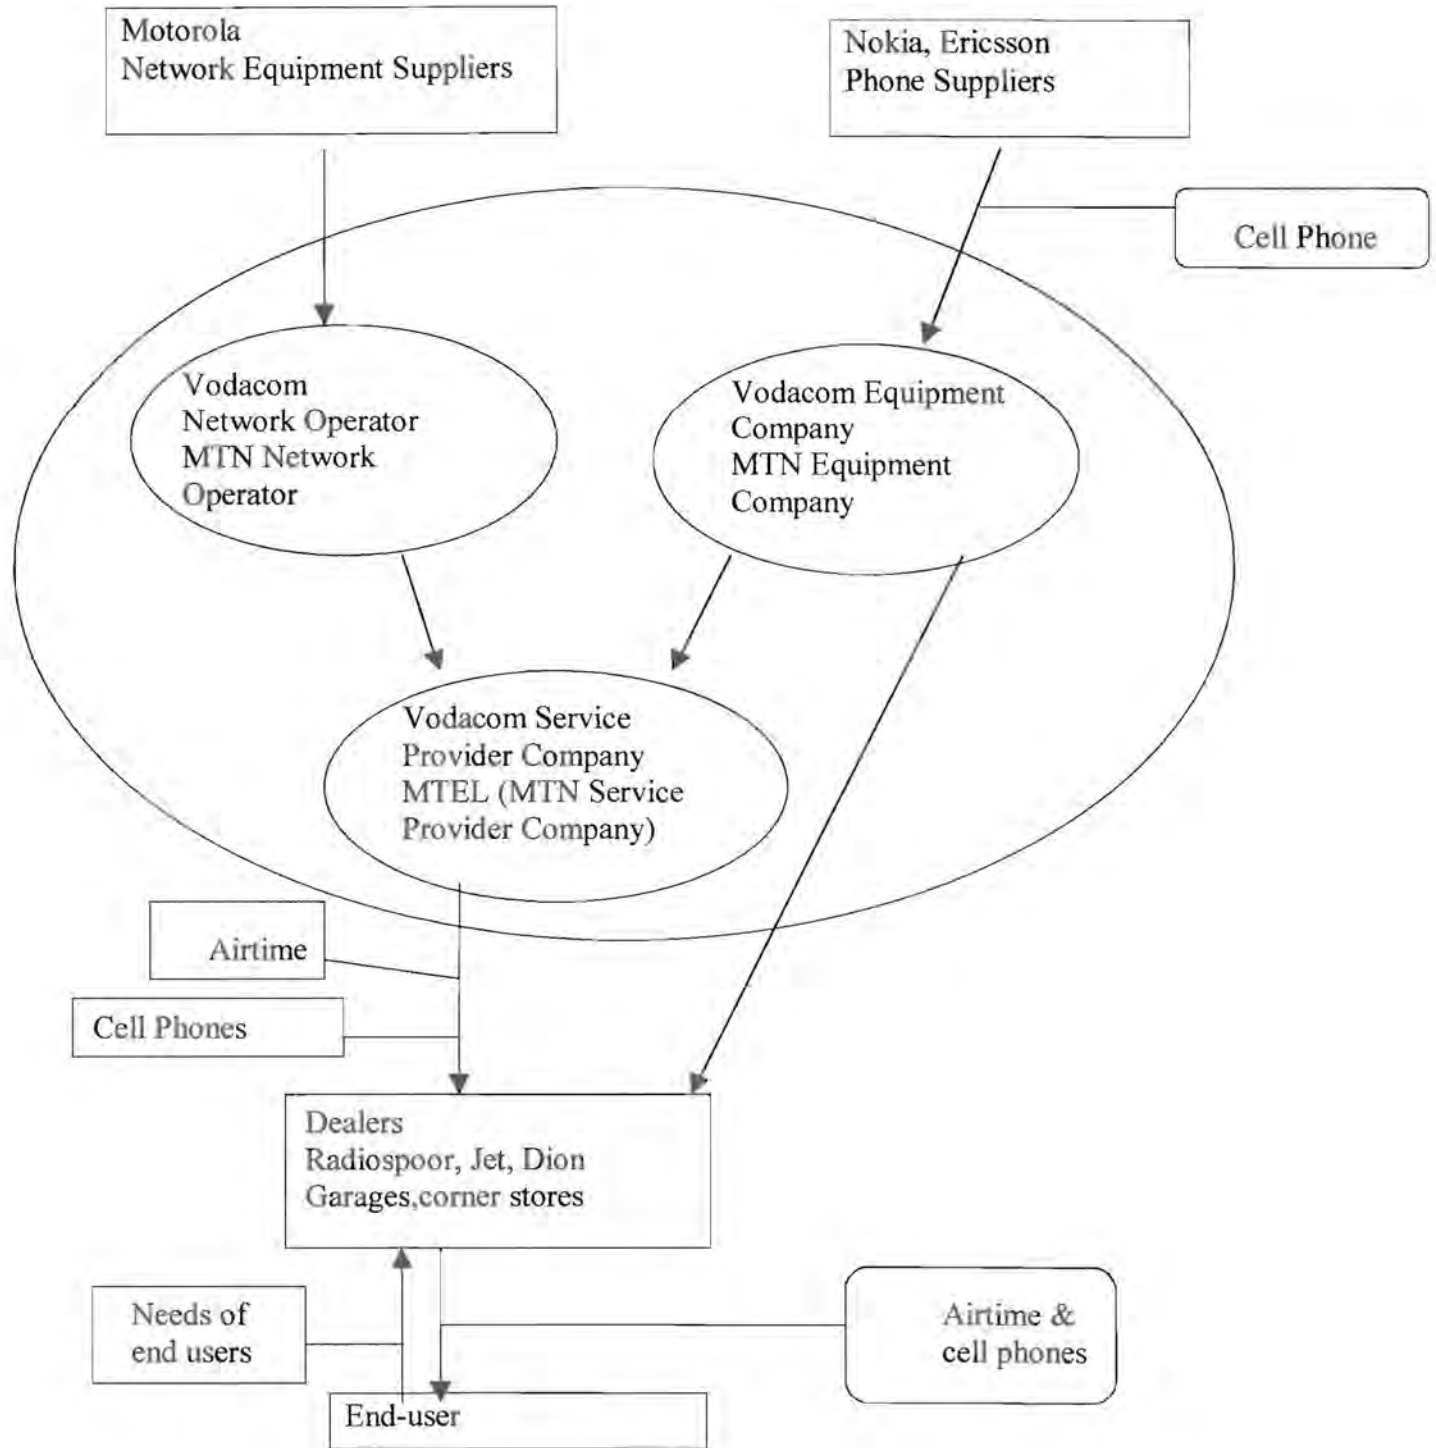 Motorola
Network Equipment Suppliers
Nokia, Ericsson
Phone Suppliers
Cell Phone
Vodacom
Network Operator
MTN Network
Operator
Vodacom Equipment
Company
MTN Equipment
Company
Vodacom Service
Provider Company
MTEL (MTN Service
Provider Company)
Airtime
Cell Phones
Dealers
Radiospoor, Jet, Dion
Garages,corner stores
Needs of
end users
Airtime &
cell phones
End-user